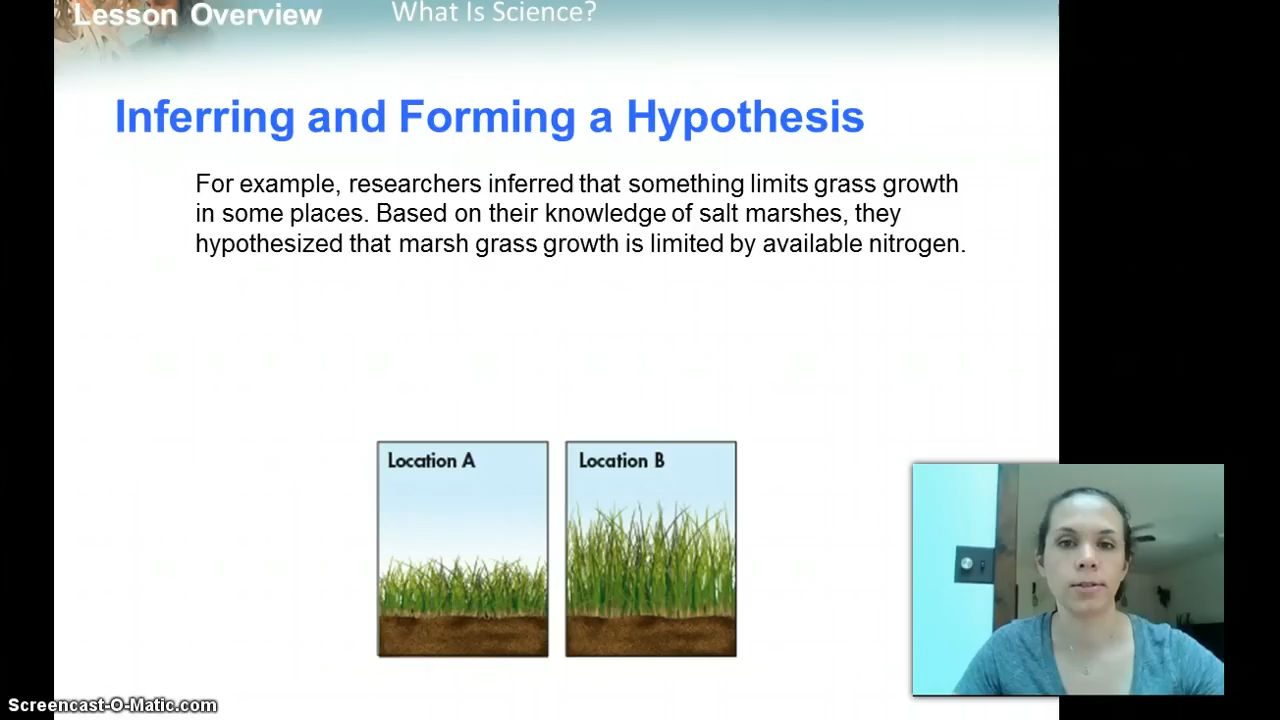 Lesson Overview
What Is Science?
Inferring and Forming a Hypothesis
For example, researchers inferred that something limits grass growth
in some places. Based on their knowledge of salt marshes, they
hypothesized that marsh grass growth is limited by available nitrogen.
Location A
Location B
Screencast-O-Matic.com